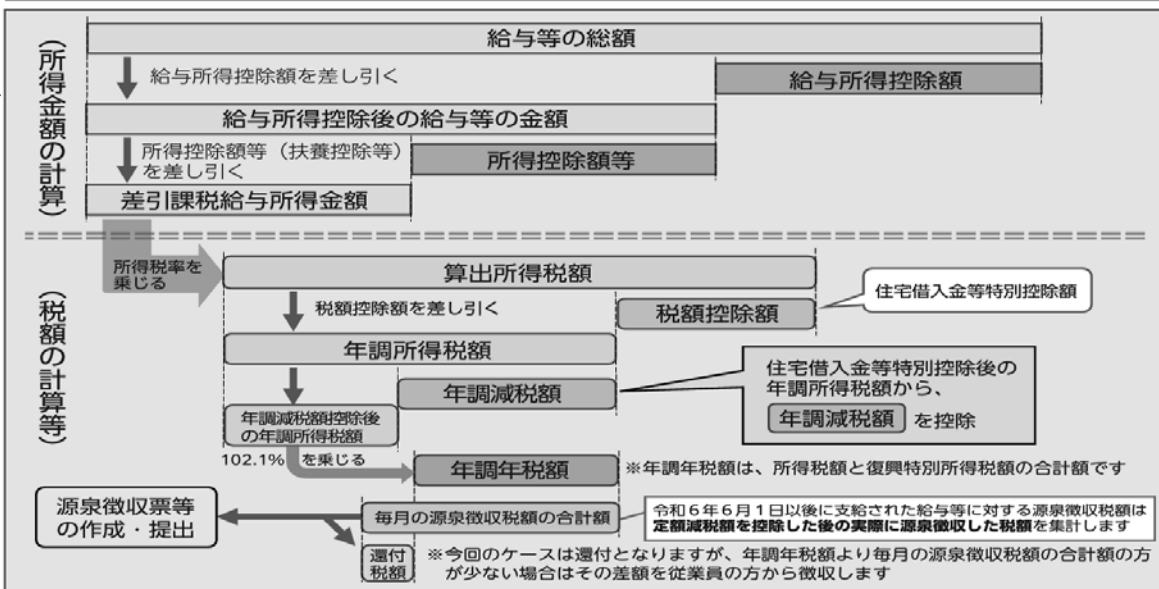 (所得金額の計算)
給与等の総額
給与所得控除額を差し引く
給与所得控除額
給与所得控除後の給与等の金額
所得控除額等（扶養控除等）
を差し引く
所得控除額等
差引課税給与所得金額
(税額の計算等)
所得税率を
乗じる
算出所得税額
税額控除額を差し引く
税額控除額
住宅借入金等特別控除額
年調所得税額
年調減税額
住宅借入金等特別控除後の
年調所得税額から、
年調減税額 を控除
年調減税額控除後
の年調所得税額
102.1% を乗じる
年調年税額
※年調年税額は、所得税額と復興特別所得税額の合計額です
源泉徴収票等
の作成・提出
毎月の源泉徴収税額の合計額
令和６年６月１日以後に支給された給与等に対する源泉徴収税額は
定額減税額を控除した後の実際に源泉徴収した税額を集計します
還付
税額
※今回のケースは還付となりますが、年調年税額より毎月の源泉徴収税額の合計額の方
が少ない場合はその差額を従業員の方から徴収します